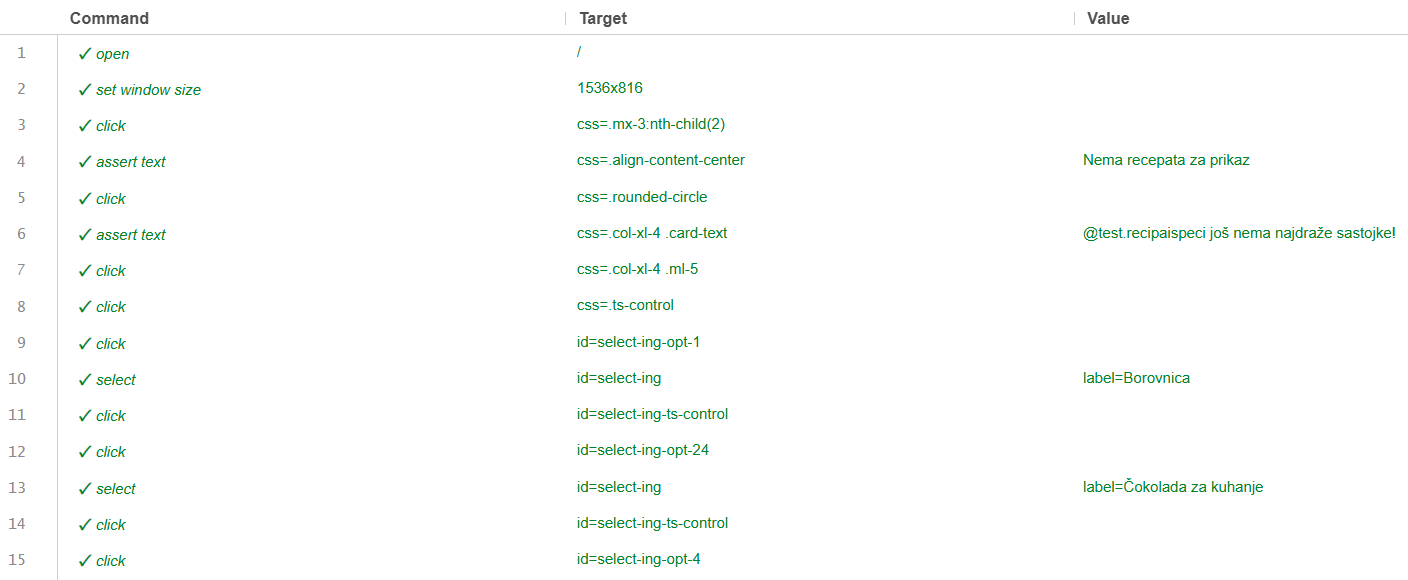 Command Target Value
1 ✓ open /
2 ✓ set window size 1536x816
3 ✓ click css=.mx-3:nth-child(2)
4 ✓ assert text css=.align-content-center Nema recepata za prikaz
5 ✓ click css=.rounded-circle
6 ✓ assert text css=.col-xl-4 .card-text @test.recipaispeci još nema najdraže sastojke!
7 ✓ click css=.col-xl-4 .ml-5
8 ✓ click css=.ts-control
9 ✓ click id=select-ing-opt-1
10 ✓ select id=select-ing label=Borovnica
11 ✓ click id=select-ing-ts-control
12 ✓ click id=select-ing-opt-24
13 ✓ select id=select-ing label=Čokolada za kuhanje
14 ✓ click id=select-ing-ts-control
15 ✓ click id=select-ing-opt-4